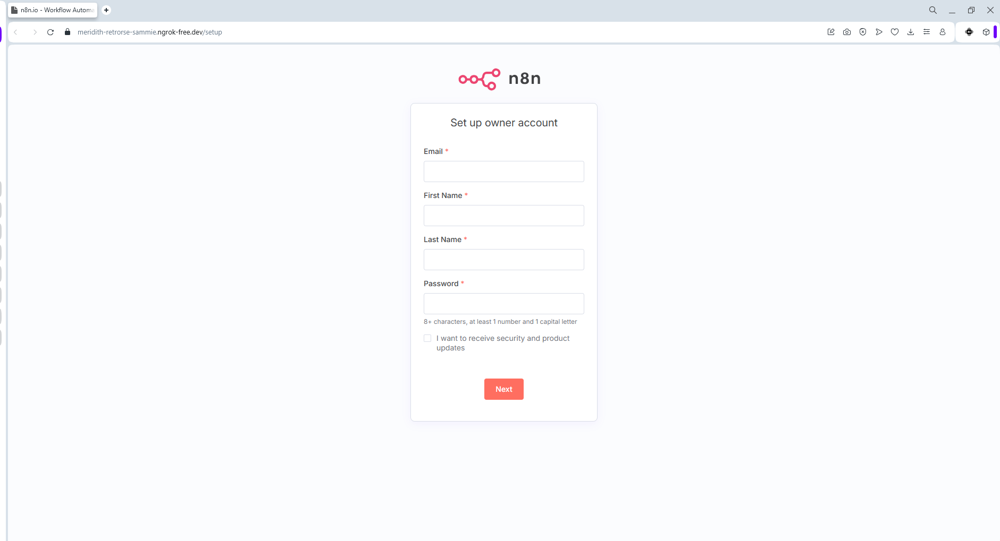 n8n.io - Workflow Automa
meridith-retrorse-sammie.ngrok-free.dev/setup
n8n
Set up owner account
Email *
First Name *
Last Name *
Password *
8+ characters, at least 1 number and 1 capital letter
I want to receive security and product
updates
Next